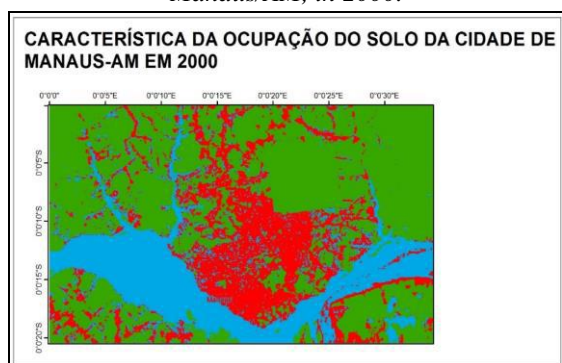 Manaus/AM, in 2000.
CARACTERÍSTICA DA OCUPAÇÃO DO SOLO DA CIDADE DE
MANAUS-AM EM 2000
0°0'0" 0°0'5"E 0°0'10"E 0°0'15"E 0°0'20"E 0°0'25"E 0°0'30"E
0°0'5"S
0°0'10"S
0°0'15"S
0°0'20"S